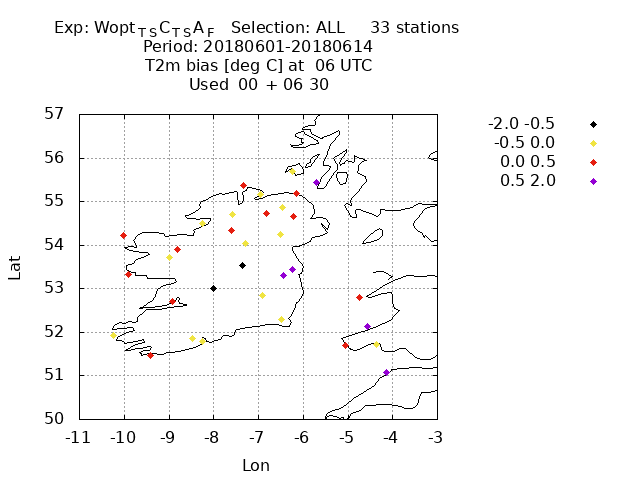 Exp: Wopt T S C T S A F Selection: ALL 33 stations
Period: 20180601-20180614
T2m bias [deg C] at 06 UTC
Used 00 + 06 30
-2.0 -0.5
-0.5 0.0
0.0 0.5
0.5 2.0
57
56
55
54
53
52
51
50
Lat
-11 -10 -9 -8 -7 -6 -5 -4 -3
Lon